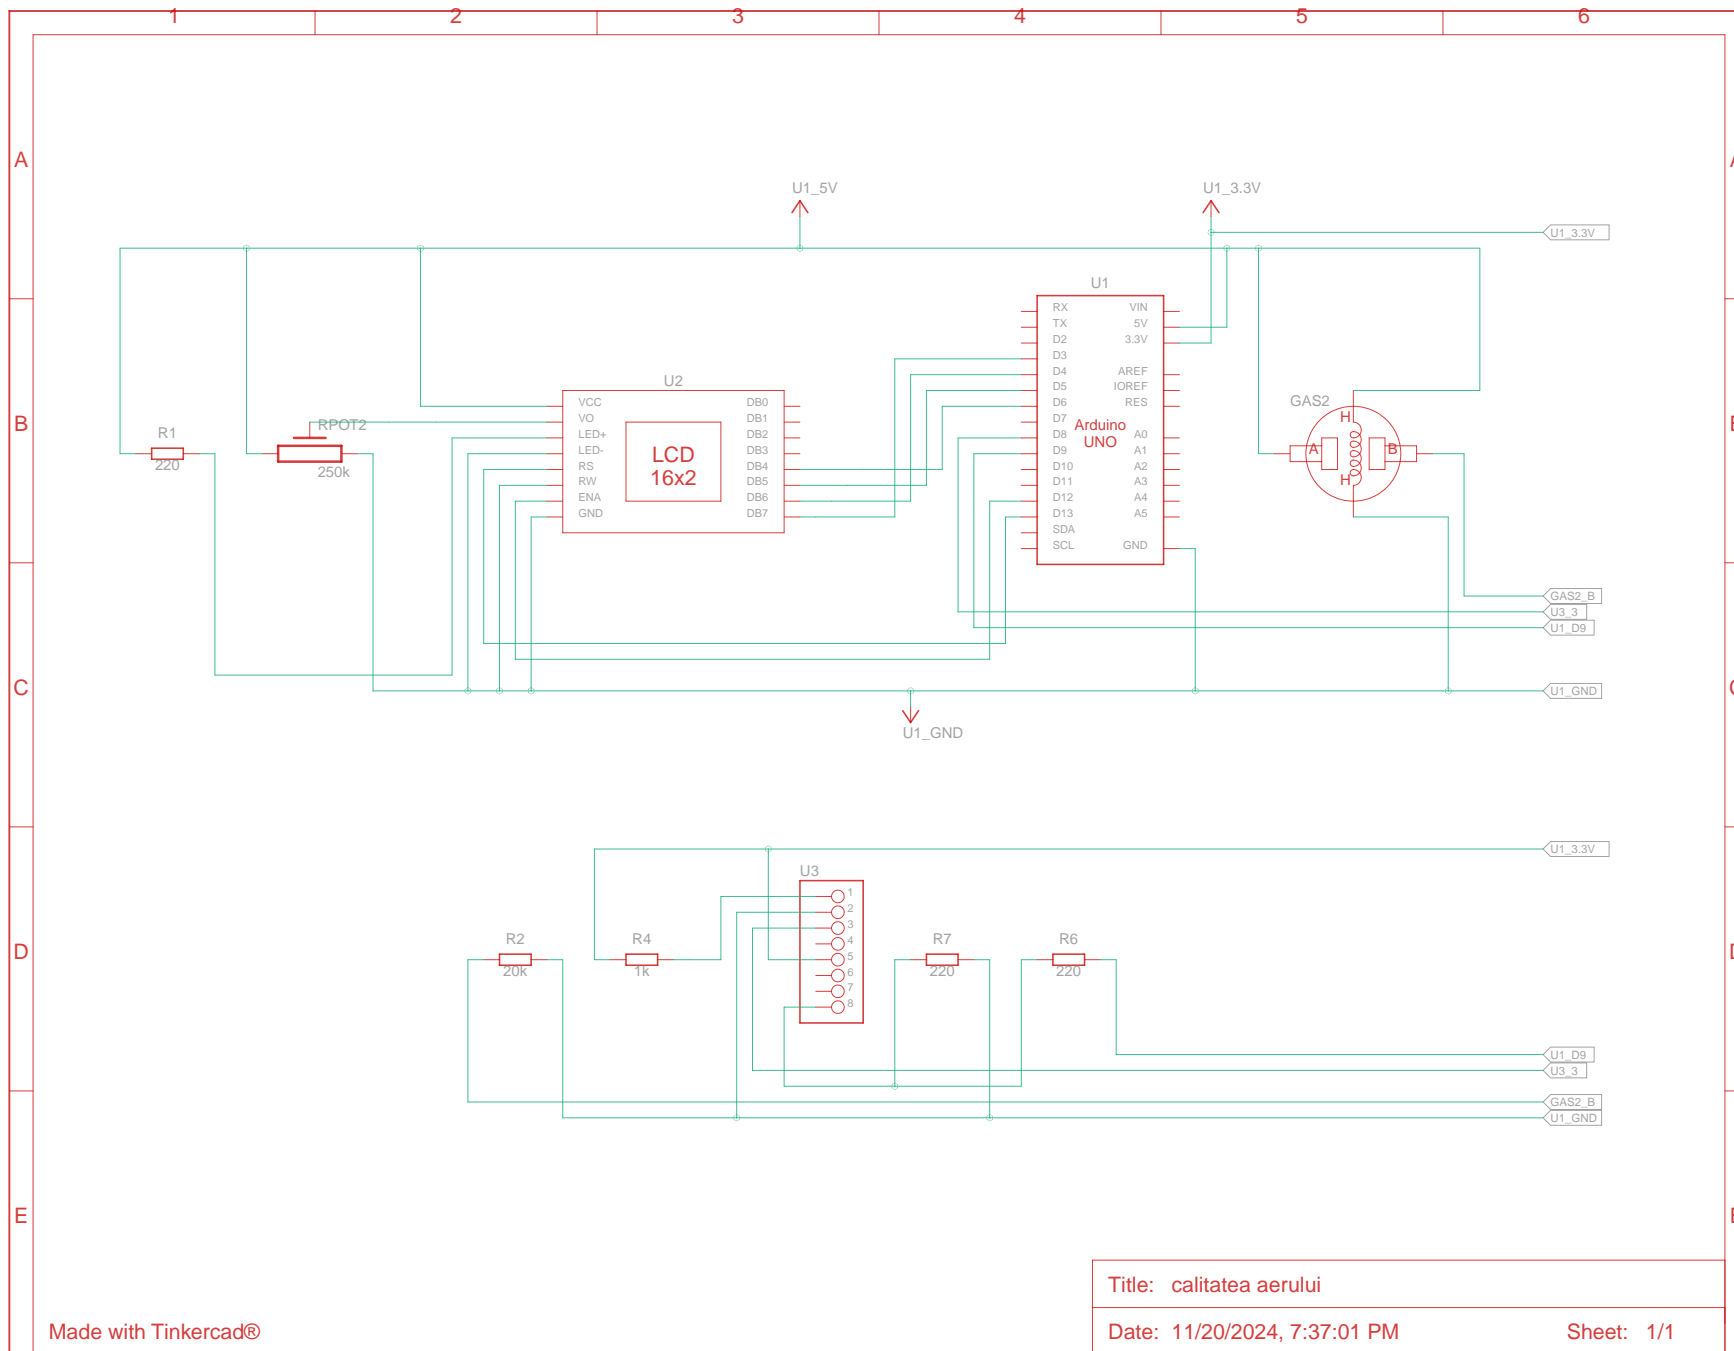 1 2 3 4 5 6
A
U1_5V
U1_3.3V
U1_3.3V
U1
RX VIN
TX 5V
D2 3.3V
D3
D4 AREF
D5 IOREF
D6 RES
D7
D8 A0
D9 A1
D10 A2
D11 A3
D12 A4
D13 A5
SDA
SCL GND
Arduino
UNO
U2
VCC DB0
VO DB1
LED+ DB2
LED- DB3
RS DB4
RW DB5
ENA DB6
GND DB7
LCD
16x2
GAS2
H
A B
H
B
R1
220
RPOT2
250k
GAS2_B
U3_3
U1_D9
C
U1_GND
U1_GND
U1_3.3V
U3
1
2
3
4
5
6
7
8
D
R2
20k
R4
1k
R7
220
R6
220
U1_D9
U3_3
GAS2_B
U1_GND
E
Title: calitatea aerului
Made with Tinkercad®
Date: 11/20/2024, 7:37:01 PM Sheet: 1/1